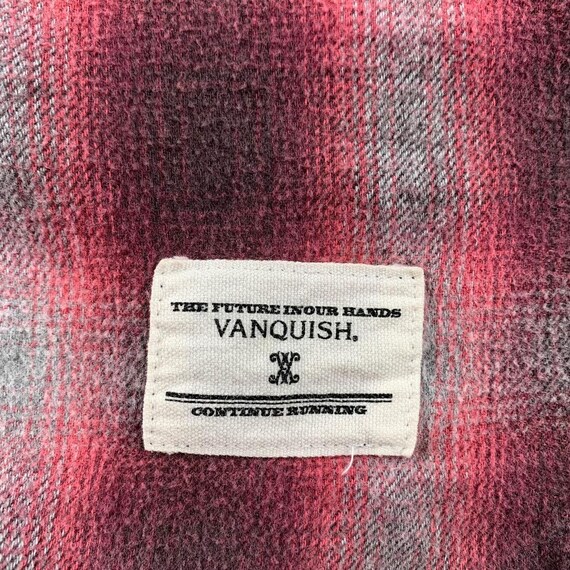 THE FUTURE INOUR HANDS
VANQUISH.
CONTINUE RUNNING